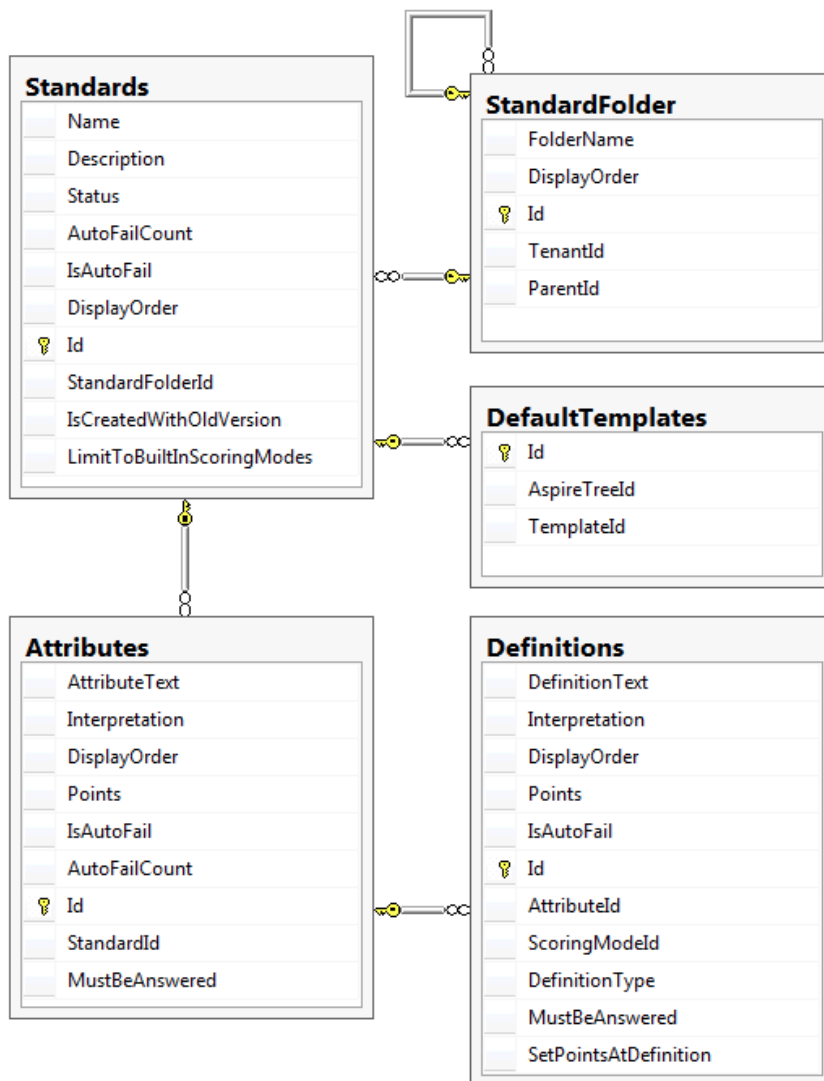 Standards
Name
Description
Status
AutoFailCount
IsAutoFail
DisplayOrder
Id
StandardFolderId
IsCreatedWithOldVersion
LimitToBuiltInScoringModes
StandardFolder
FolderName
DisplayOrder
Id
TenantId
ParentId
DefaultTemplates
Id
AspireTreeId
TemplateId
Attributes
AttributeText
Interpretation
DisplayOrder
Points
IsAutoFail
AutoFailCount
Id
StandardId
MustBeAnswered
Definitions
DefinitionText
Interpretation
DisplayOrder
Points
IsAutoFail
Id
AttributeId
ScoringModeId
DefinitionType
MustBeAnswered
SetPointsAtDefinition